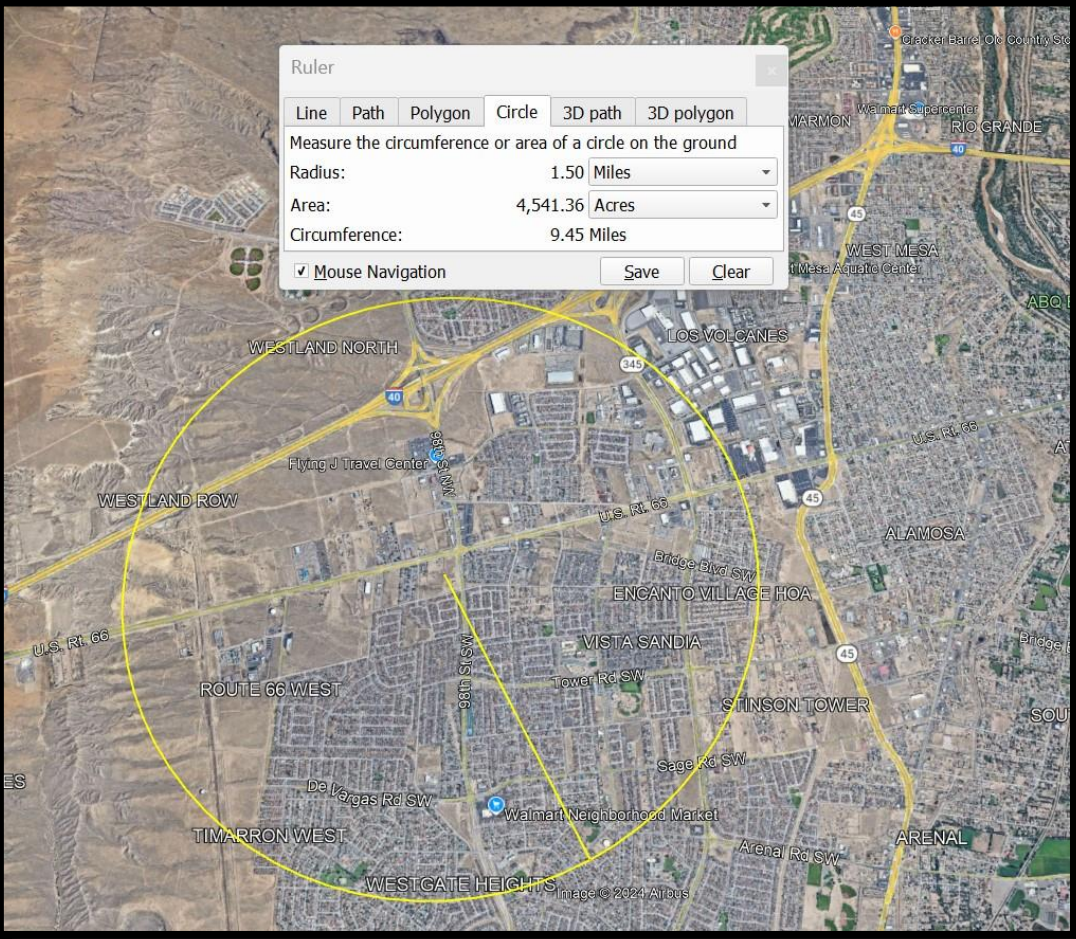 Cracker Barrel Old Country Sto
Ruler
Line Path Polygon Circle 3D path 3D polygon
Measure the circumference or area of a circle on the ground
Radius: 1.50 Miles
Area: 4,541.36 Acres
Circumference: 9.45 Miles
Mouse Navigation Save Clear
Walmart Supercenter
MARMON
RIO GRANDE
40
45
WEST MESA
t Mesa Aquatic Center
ABQ
LOS VOLCANES
WESTLAND NORTH
345
40
U.S. Rt. 66
98th St NW
Flying J Travel Center
WESTLAND ROW
45
U.S. Rt. 66
ALAMOSA
Bridge Blvd SW
ENCANTO VILLAGE HOA
U.S. Rt. 66
VISTA SANDIA
Bridge
45
98th St SW
Tower Rd SW
ROUTE 66 WEST
STINSON TOWER
SOU
Sage Rd SW
ES
De Vargas Rd SW
Walmart Neighborhood Market
TIMARRON WEST
ARENAL
Arenal Rd SW
WESTGATE HEIGHTS
Image © 2024 Airbus